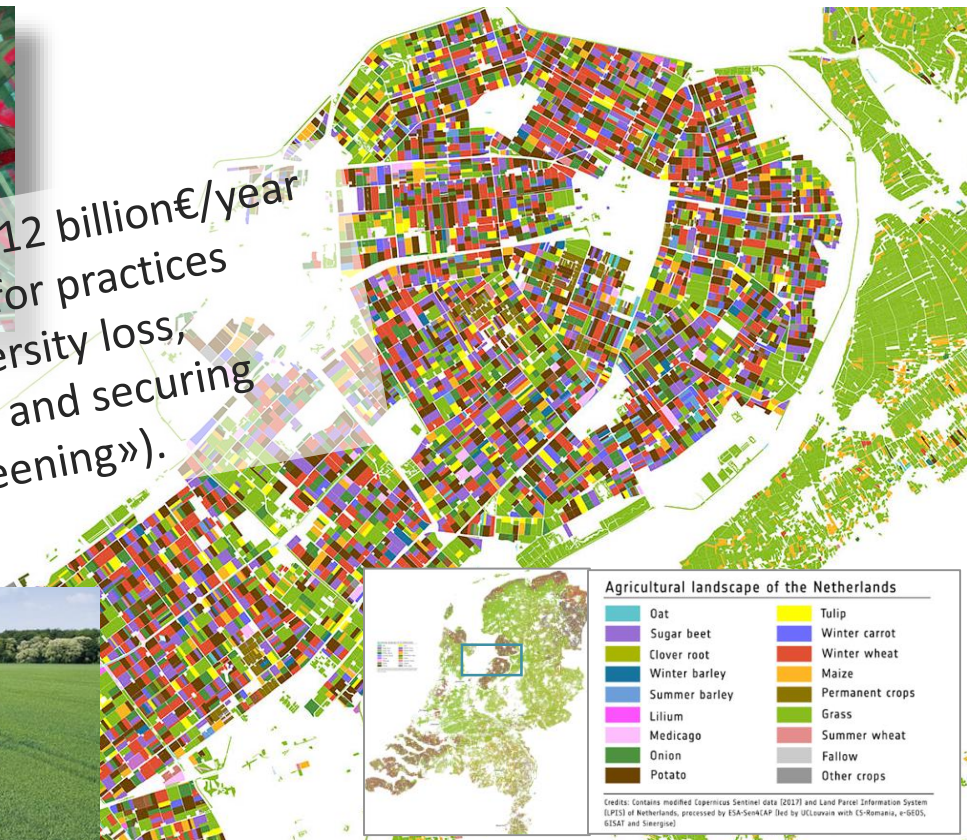 12 billion€/year
for practices
ersity loss,
and securing
eening»).
Agricultural landscape of the Netherlands
Oat
Sugar beet
Clover root
Winter barley
Summer barley
Lilium
Medicago
Onion
Potato
Tulip
Winter carrot
Winter wheat
Maize
Permanent crops
Grass
Summer wheat
Fallow
Other crops
Credits: Contains modified Copernicus Sentinel data (2017) and Land Parcel Information System
(LPIS) of Netherlands, processed by ESA-Sen4CAP (led by UCLouvain with CS-Romania, e-GEOS,
GISAT and Sinergise)